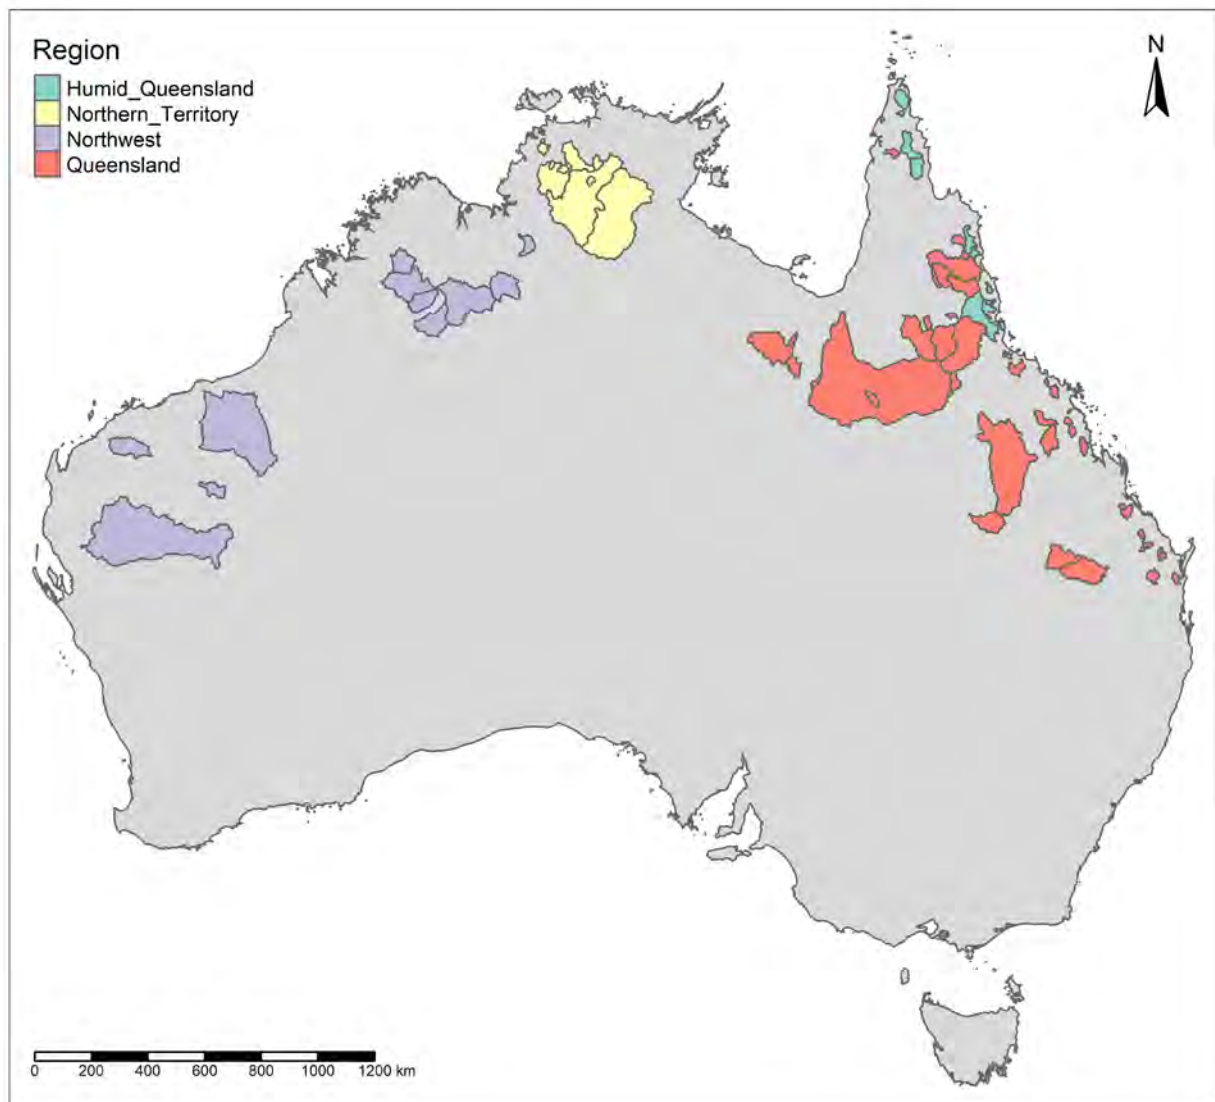 Region
Humid_Queensland
Northern_Territory
Northwest
Queensland
N
0 200 400 600 800 1000 1200 km